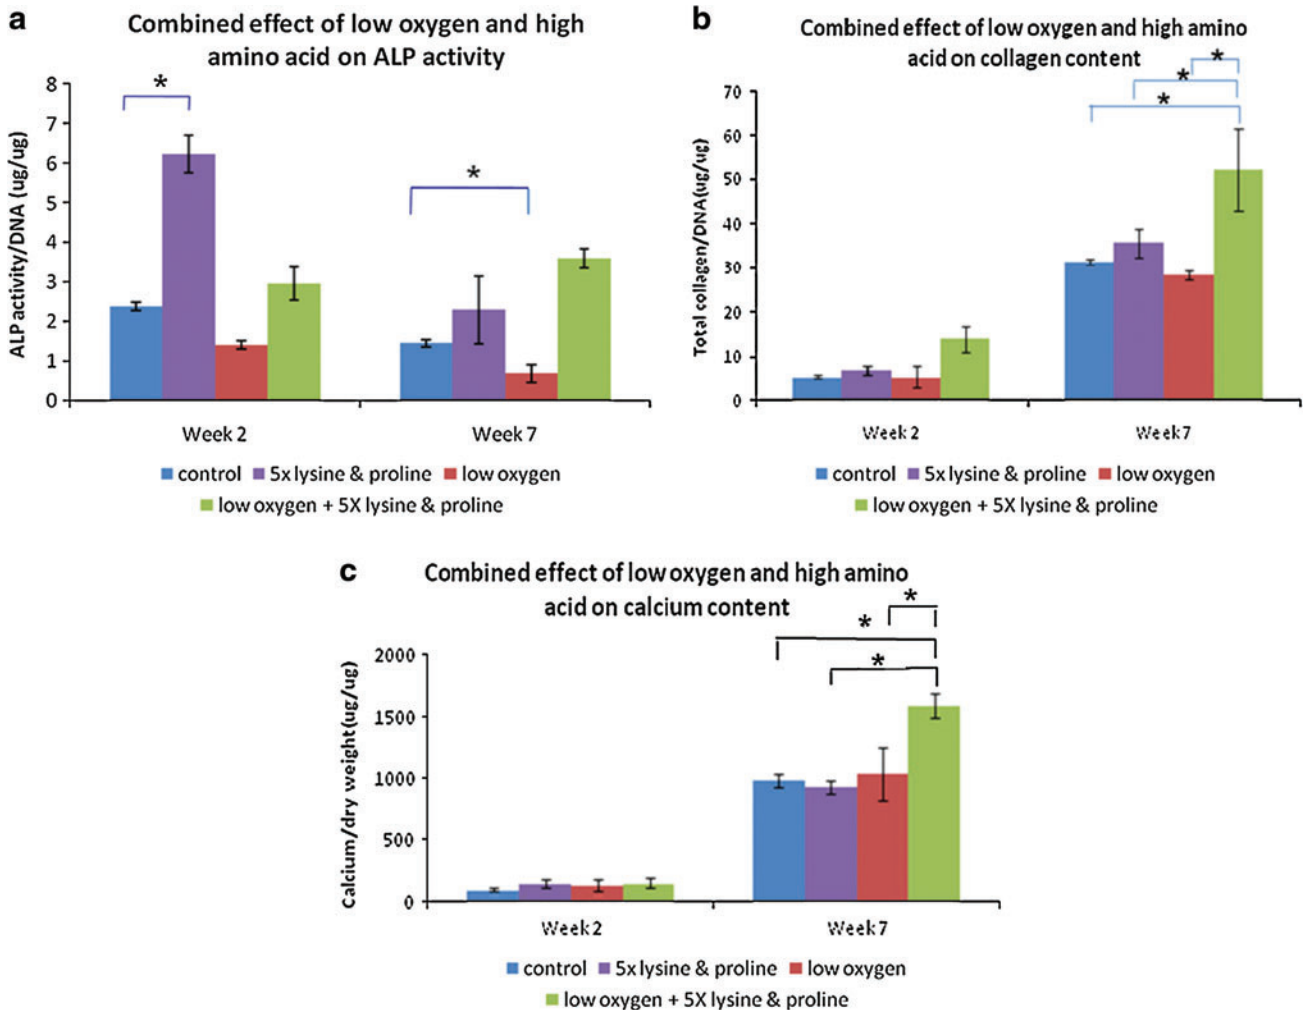 a
Combined effect of low oxygen and high
amino acid on ALP activity
ALP activity/DNA (ug/ug)
8
7
6
5
4
3
2
1
0
*
*
Week 2
Week 7
control
5x lysine & proline
low oxygen
low oxygen + 5X lysine & proline
b
Combined effect of low oxygen and high amino
acid on collagen content
Total collagen/DNA(ug/ug)
70
60
50
40
30
20
10
0
*
*
*
Week 2
Week 7
control
5x lysine & proline
low oxygen
low oxygen + 5X lysine & proline
c
Combined effect of low oxygen and high amino
acid on calcium content
Calcium/dry weight(ug/ug)
2000
1500
1000
500
0
*
*
*
Week 2
Week 7
control
5x lysine & proline
low oxygen
low oxygen + 5X lysine & proline